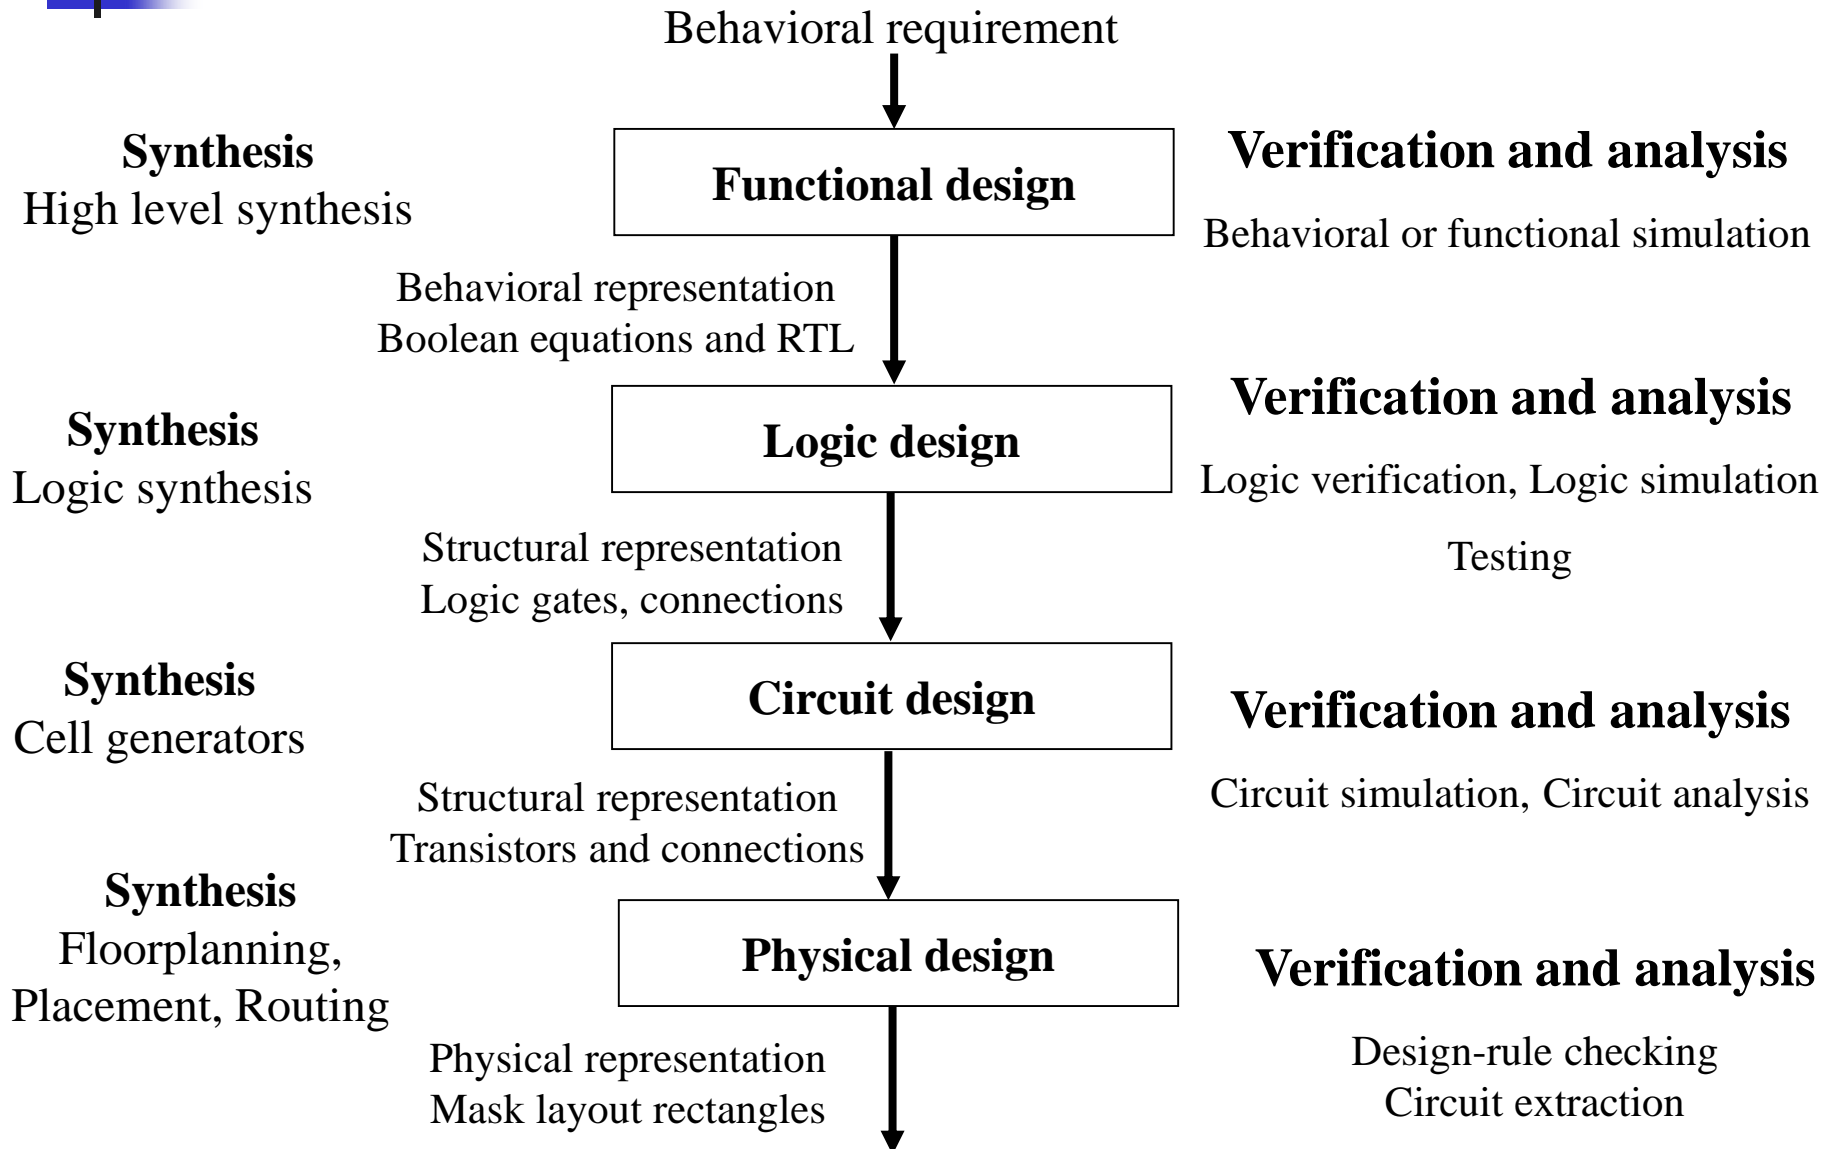 Behavioral requirement
Synthesis
High level synthesis
Functional design
Verification and analysis
Behavioral or functional simulation
Behavioral representation
Boolean equations and RTL
Synthesis
Logic synthesis
Logic design
Verification and analysis
Logic verification, Logic simulation
Testing
Structural representation
Logic gates, connections
Synthesis
Cell generators
Circuit design
Verification and analysis
Circuit simulation, Circuit analysis
Structural representation
Transistors and connections
Synthesis
Floorplanning,
Placement, Routing
Physical design
Verification and analysis
Design-rule checking
Circuit extraction
Physical representation
Mask layout rectangles